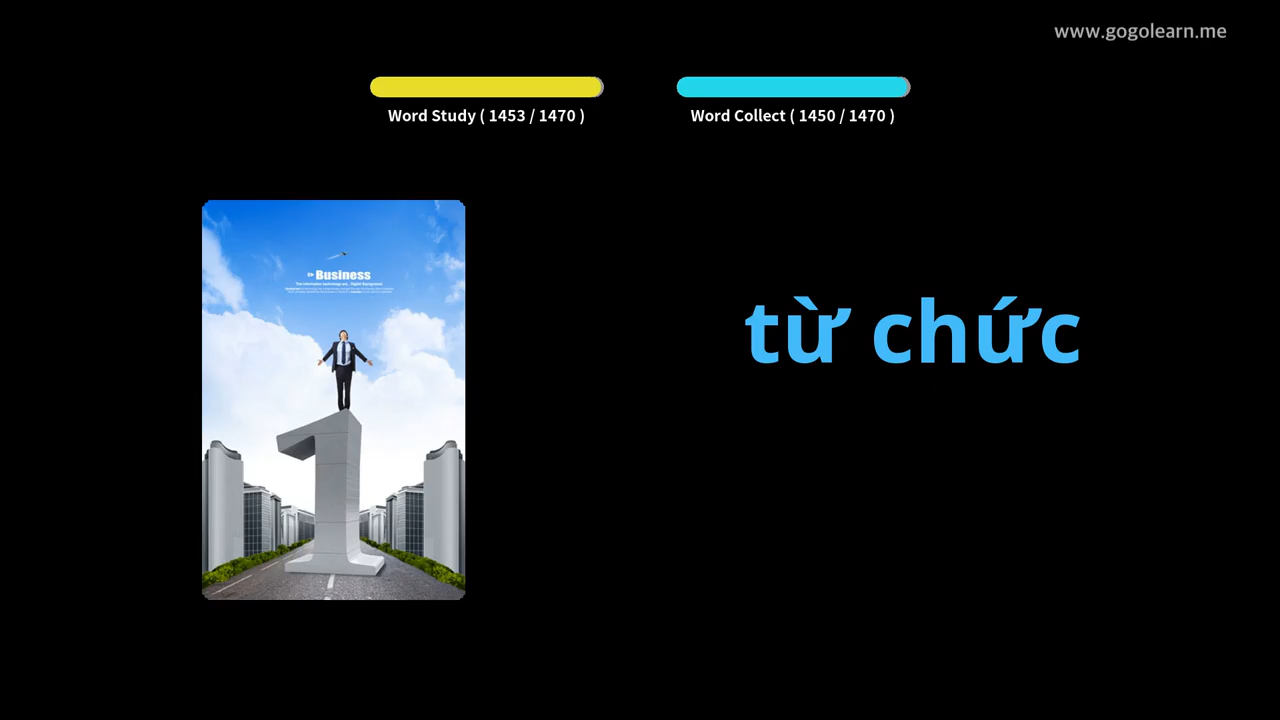 www.gogolearn.me
Word Study ( 1453 / 1470 )
Word Collect ( 1450 / 1470 )
Business
từ chức